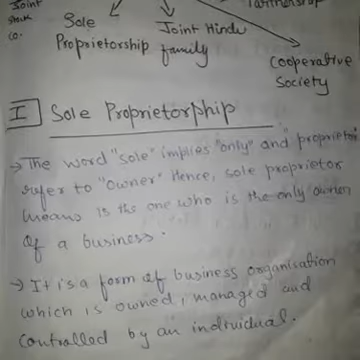 Joint
stock
co.
Partnership
Sole
Proprietorship
Joint Hindu
family
Cooperative
Society
I Sole Proprietorship
→ The word "sole" implies "only" and proprietor
refer to "owner" Hence, sole proprietor
means is the one who is the only owner
of a business.
→ It is a form of business organisation
which is owned, managed and
controlled by an individual.